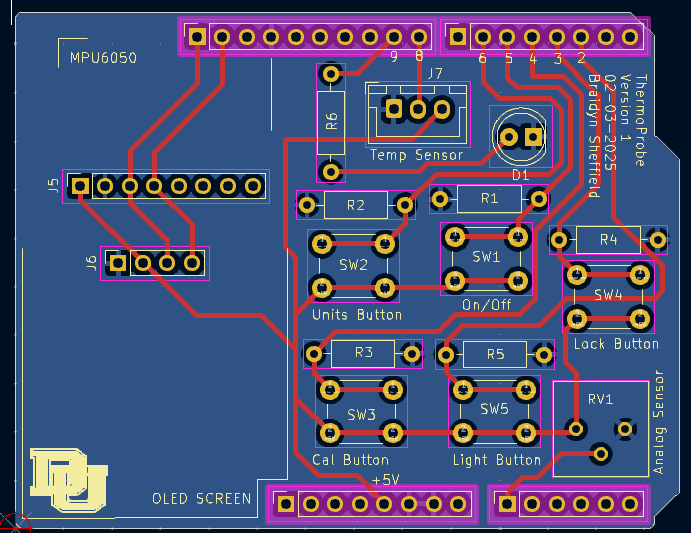 MPU6050
9
8
6
5
4
3
2
J7
R6
ThermoProbe
Version 1
02-03-2025
Braidyn Sheffield
Temp Sensor
D1
J5
R2
R1
R4
SW2
SW1
J6
SW4
Units Button
On/Off
Lock Button
R3
R5
RV1
SW3
SW5
Analog Sensor
Cal Button
Light Button
+5V
OLED SCREEN